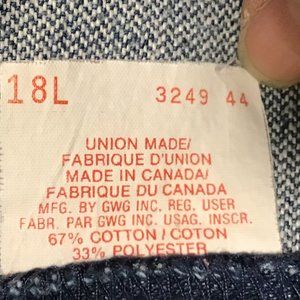 18L 3249 44
UNION MADE/
FABRIQUE D'UNION
MADE IN CANADA/
FABRIQUE DU CANADA
MFG. BY GWG INC. REG. USER
FABR. PAR GWG INC. USAG. INSCR.
67% COTTON / COTON
33% POLYESTER